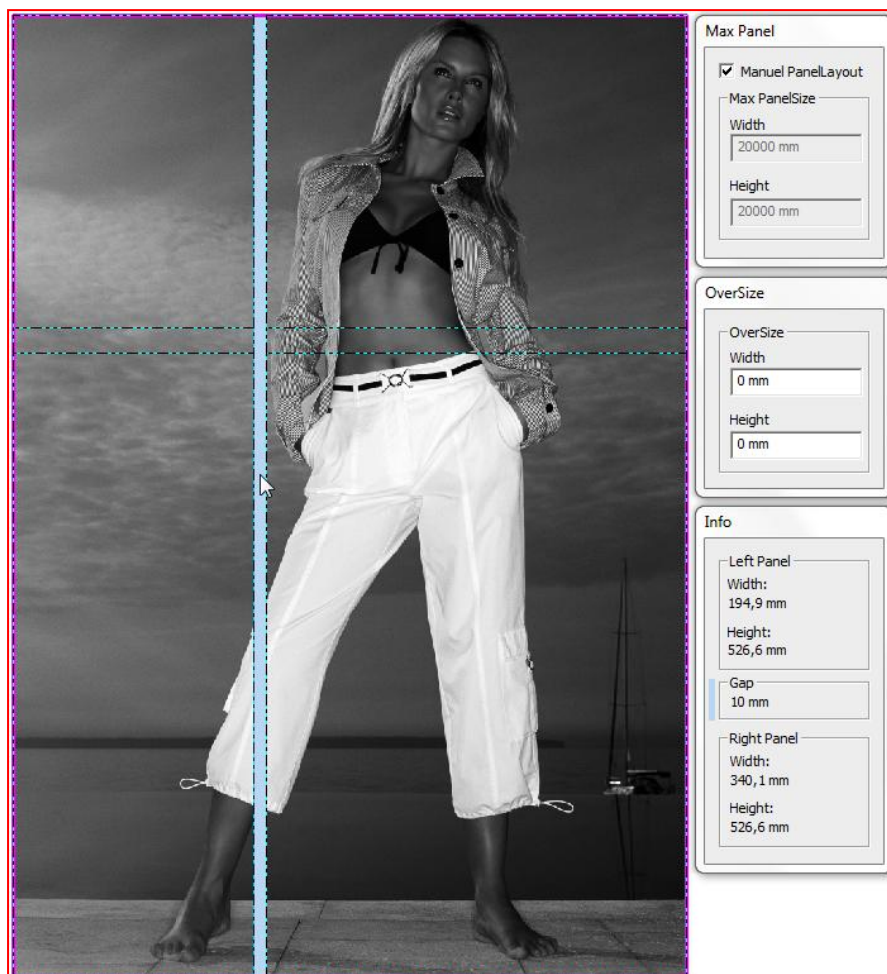 Max Panel
Manuel PanelLayout
Max PanelSize
Width
20000 mm
Height
20000 mm
OverSize
OverSize
Width
0 mm
Height
0 mm
Info
Left Panel
Width:
194,9 mm
Height:
526,6 mm
Gap
10 mm
Right Panel
Width:
340,1 mm
Height:
526,6 mm